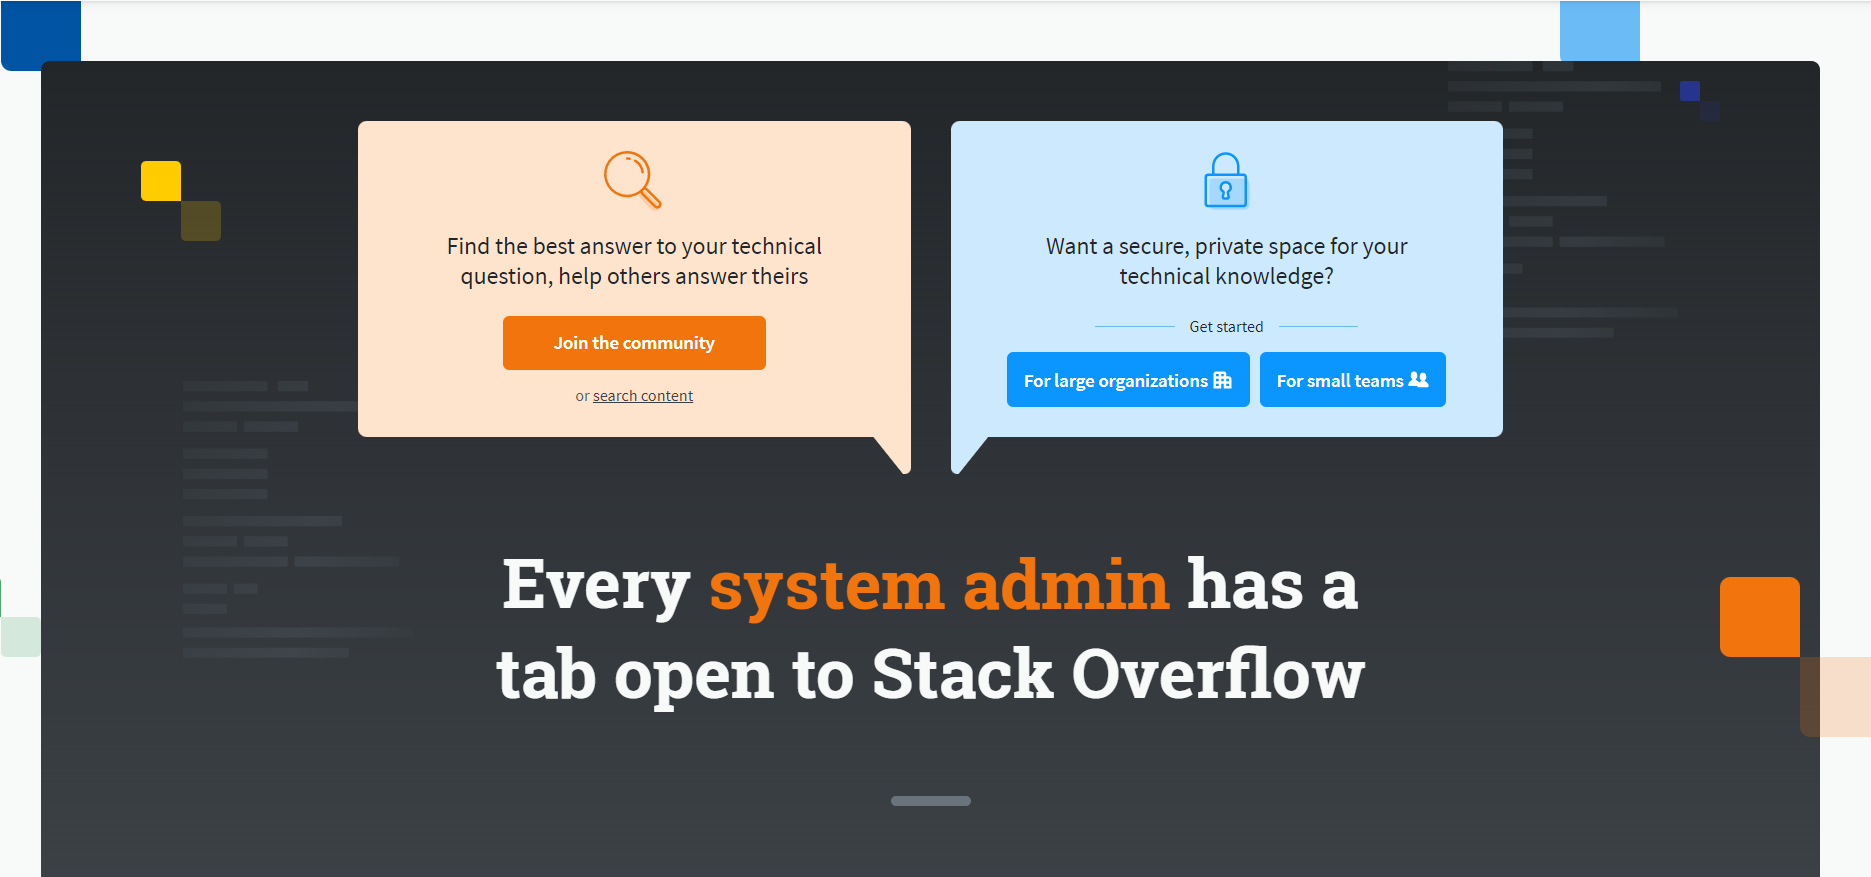 Find the best answer to your technical
question, help others answer theirs
Join the community
or search content
Want a secure, private space for your
technical knowledge?
Get started
For large organizations
For small teams
Every system admin has a
tab open to Stack Overflow